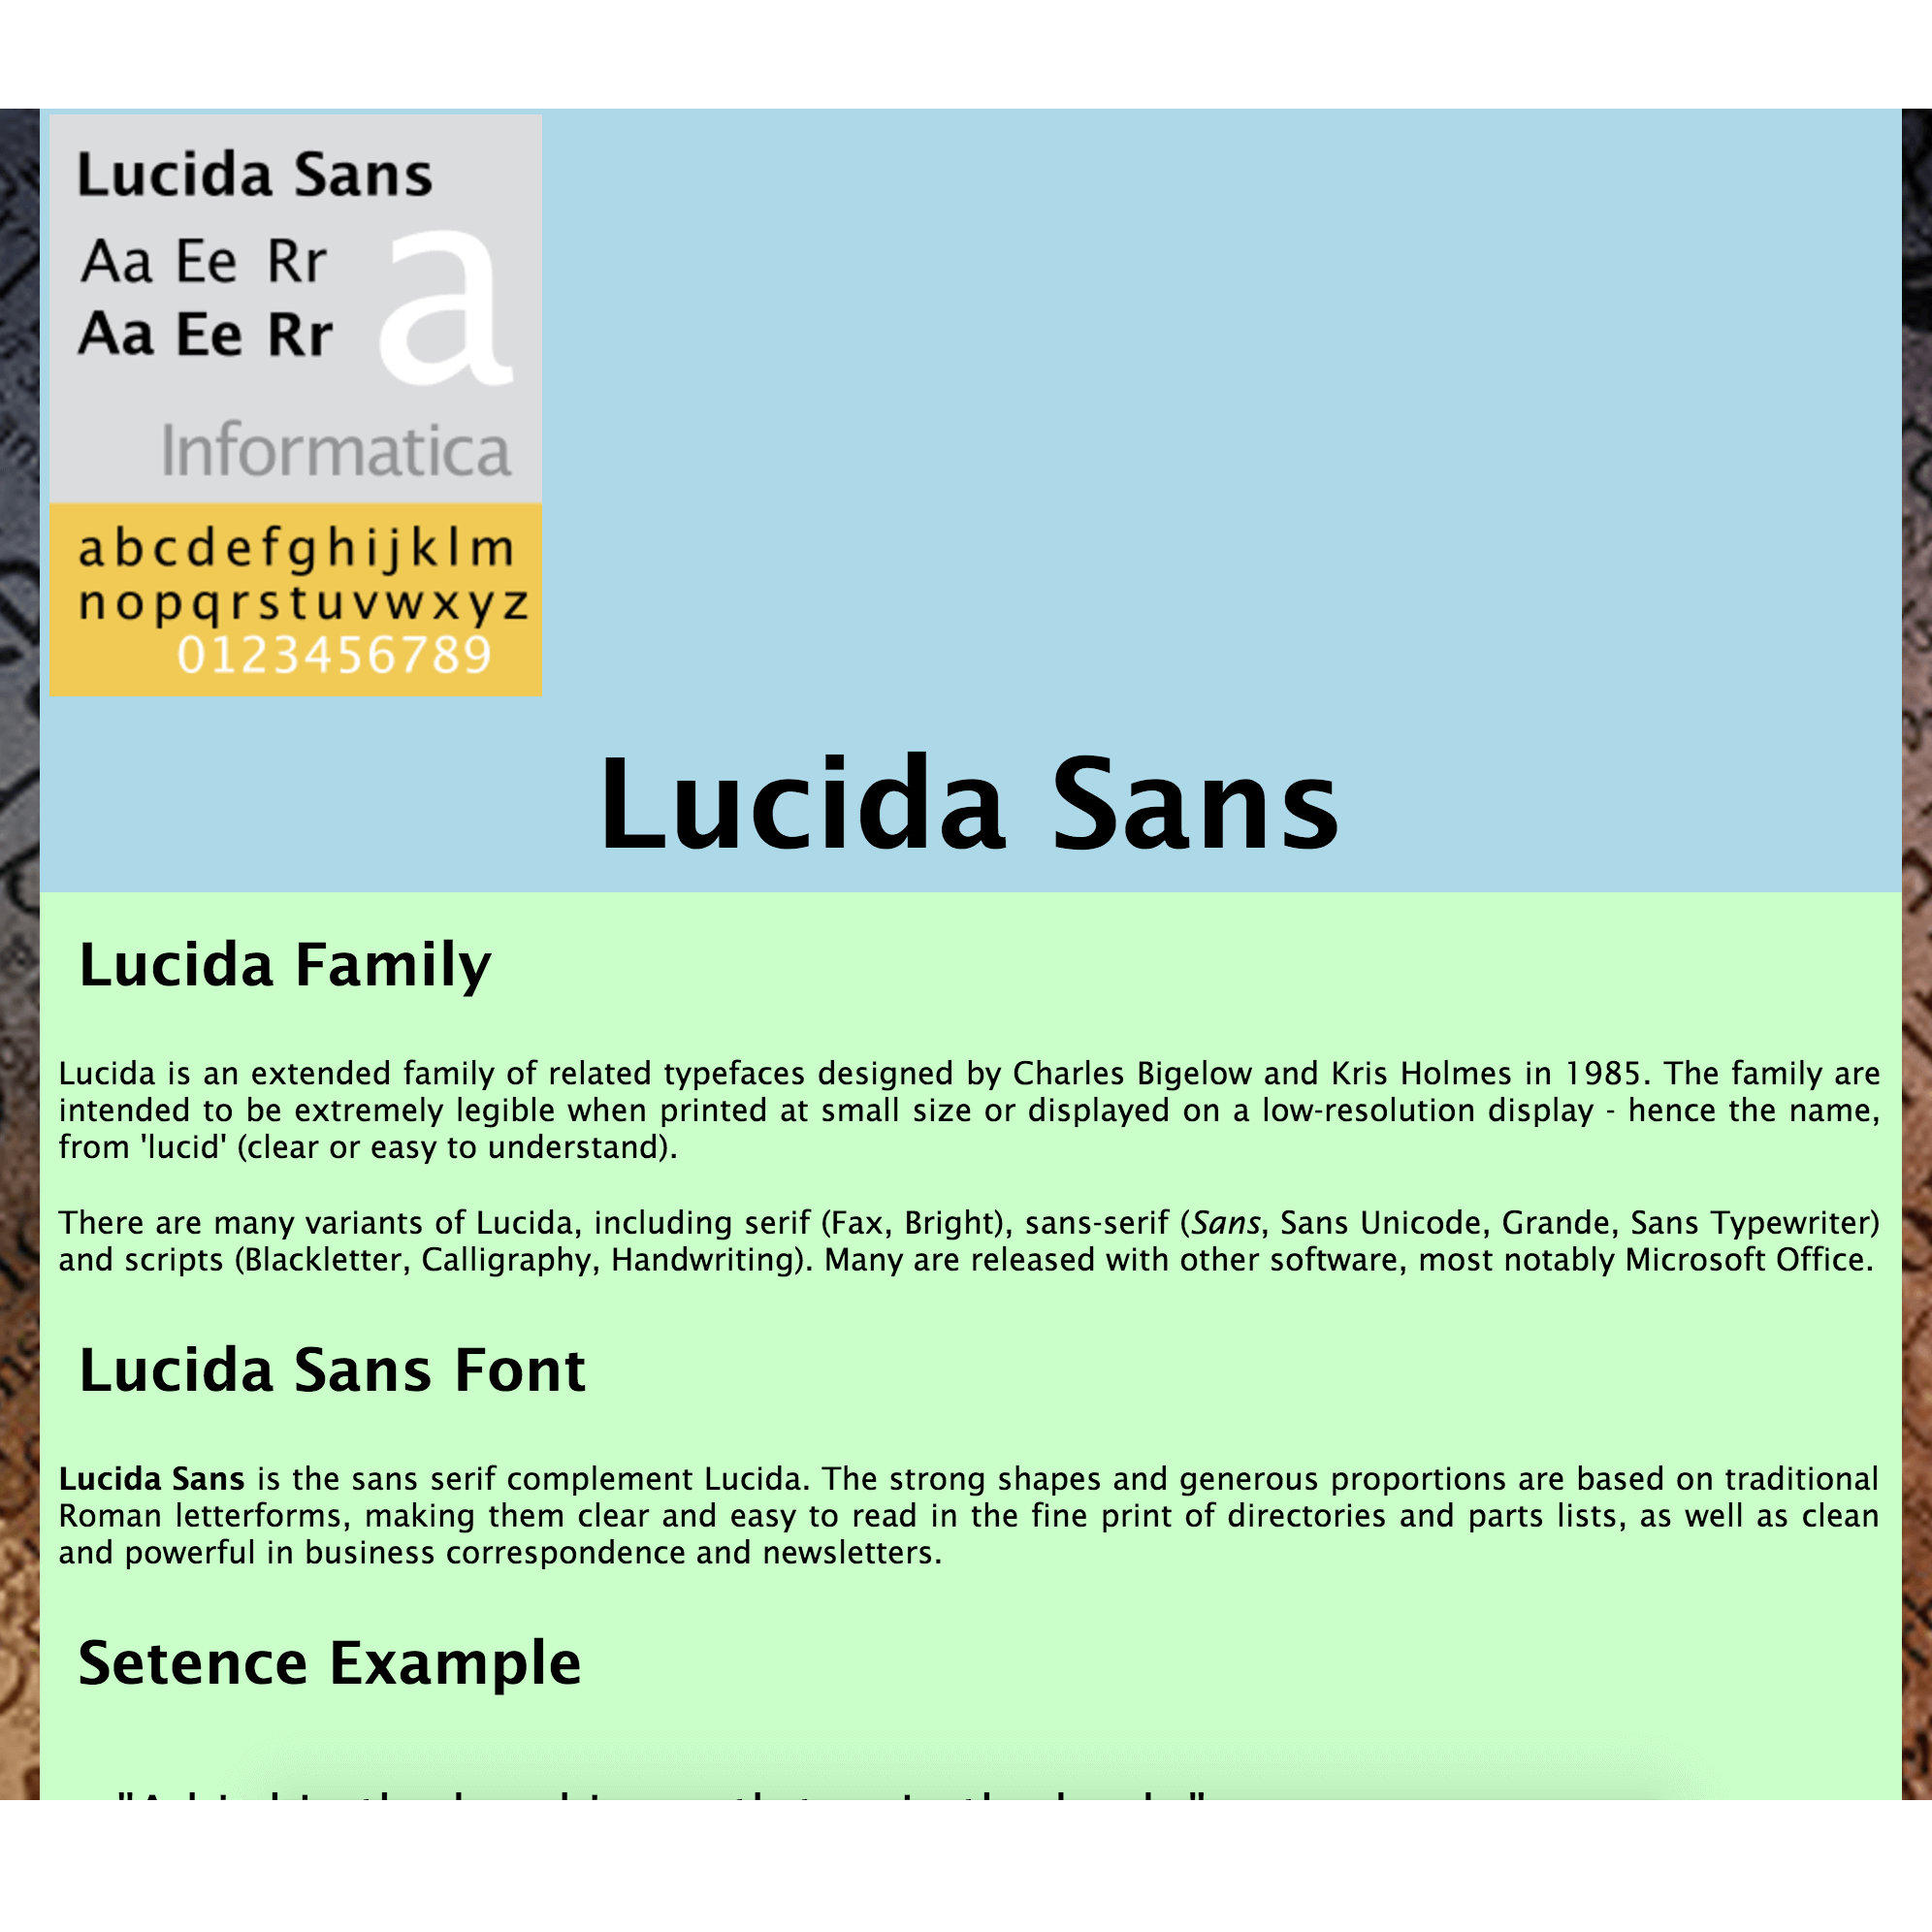 Lucida Sans
Aa Ee Rr
Aa Ee Rr
a
Informatica
abcdefghijklm
nopqrstuvwxyz
0123456789
Lucida Sans
Lucida Family
Lucida is an extended family of related typefaces designed by Charles Bigelow and Kris Holmes in 1985. The family are
intended to be extremely legible when printed at small size or displayed on a low-resolution display - hence the name,
from 'lucid' (clear or easy to understand).
There are many variants of Lucida, including serif (Fax, Bright), sans-serif (Sans, Sans Unicode, Grande, Sans Typewriter)
and scripts (Blackletter, Calligraphy, Handwriting). Many are released with other software, most notably Microsoft Office.
Lucida Sans Font
Lucida Sans is the sans serif complement Lucida. The strong shapes and generous proportions are based on traditional
Roman letterforms, making them clear and easy to read in the fine print of directories and parts lists, as well as clean
and powerful in business correspondence and newsletters.
Setence Example